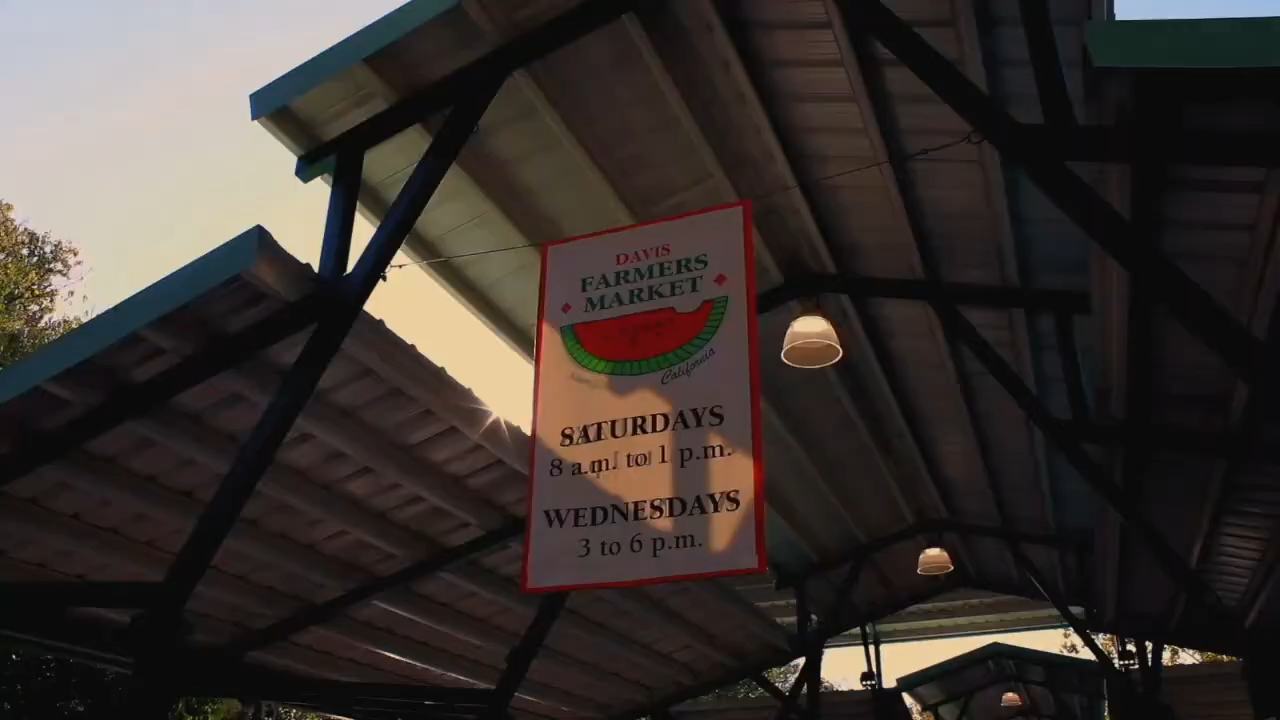 DAVIS
FARMERS
MARKET
California
SATURDAYS
8 a.m. to 1 p.m.
WEDNESDAYS
3 to 6 p.m.